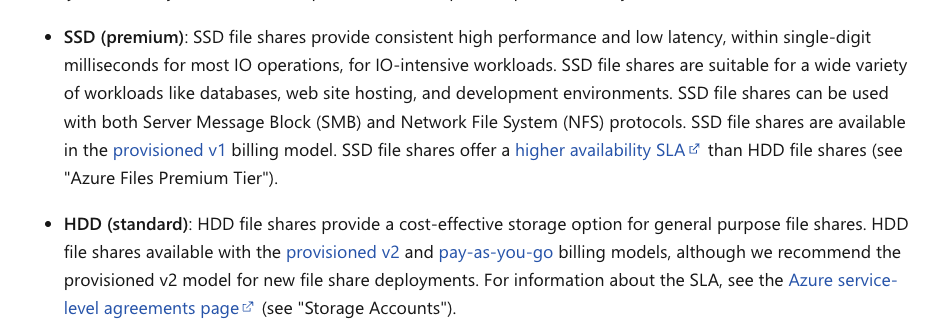 • SSD (premium): SSD file shares provide consistent high performance and low latency, within single-digit
milliseconds for most IO operations, for IO-intensive workloads. SSD file shares are suitable for a wide variety
of workloads like databases, web site hosting, and development environments. SSD file shares can be used
with both Server Message Block (SMB) and Network File System (NFS) protocols. SSD file shares are available
in the provisioned v1 billing model. SSD file shares offer a higher availability SLA than HDD file shares (see
"Azure Files Premium Tier").
• HDD (standard): HDD file shares provide a cost-effective storage option for general purpose file shares. HDD
file shares available with the provisioned v2 and pay-as-you-go billing models, although we recommend the
provisioned v2 model for new file share deployments. For information about the SLA, see the Azure service-
level agreements page (see "Storage Accounts").